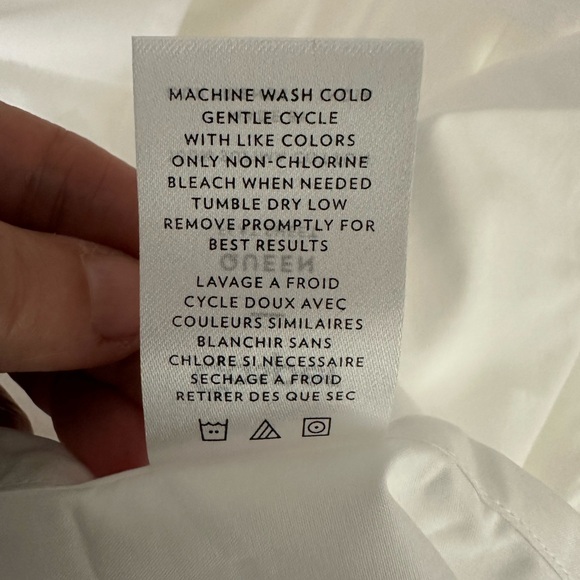 MACHINE WASH COLD
GENTLE CYCLE
WITH LIKE COLORS
ONLY NON-CHLORINE
BLEACH WHEN NEEDED
TUMBLE DRY LOW
REMOVE PROMPTLY FOR
BEST RESULTS
QUEEN
LAVAGE A FROID
CYCLE DOUX AVEC
COULEURS SIMILAIRES
BLANCHIR SANS
CHLORE SI NECESSAIRE
SECHAGE A FROID
RETIRER DES QUE SEC